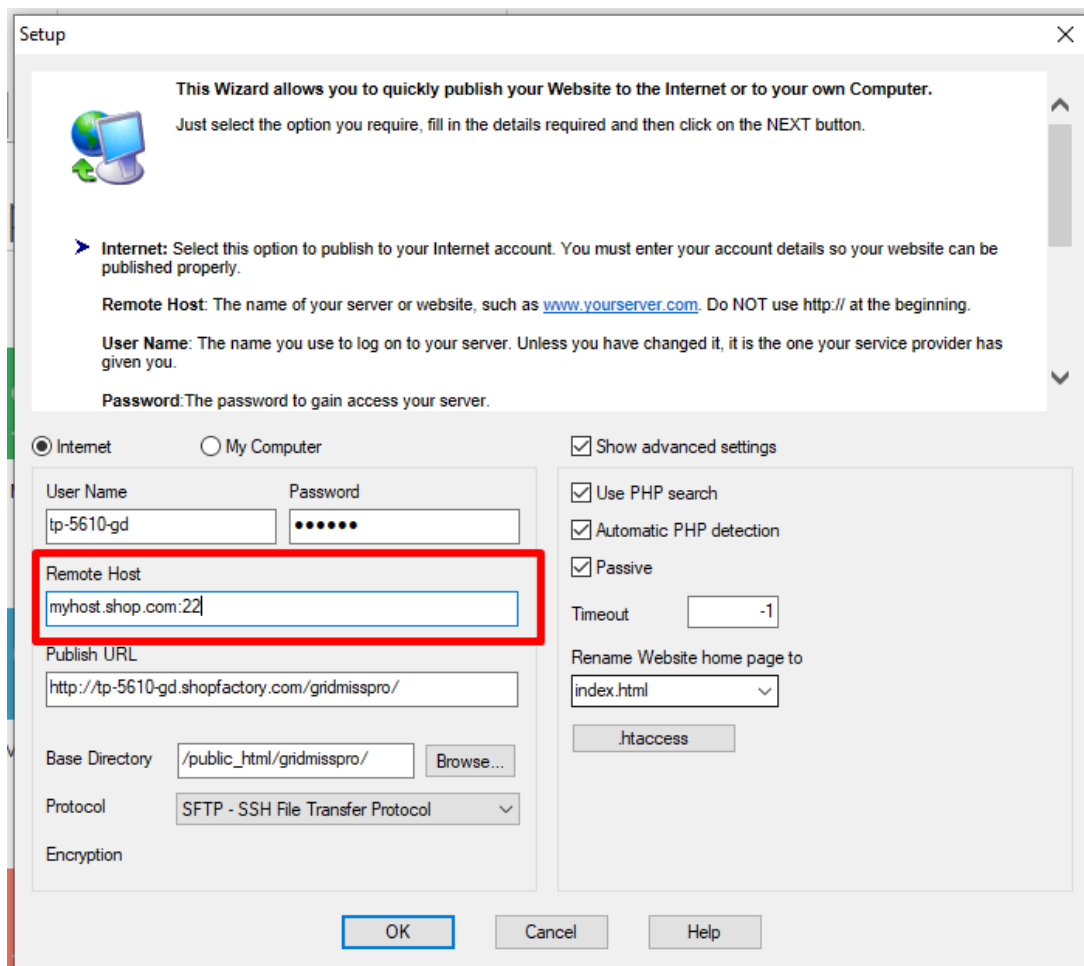 Setup
This Wizard allows you to quickly publish your Website to the Internet or to your own Computer.
Just select the option you require, fill in the details required and then click on the NEXT button.
Internet: Select this option to publish to your Internet account. You must enter your account details so your website can be
published properly.
Remote Host: The name of your server or website, such as www.yourserver.com. Do NOT use http:// at the beginning.
User Name: The name you use to log on to your server. Unless you have changed it, it is the one your service provider has
given you.
Password:The password to gain access your server.
Internet My Computer Show advanced settings
User Name Password
tp-5610-gd ●●●●●●
Remote Host
myhost.shop.com:22
Publish URL
http://tp-5610-gd.shopfactory.com/gridmisspro/
Base Directory /public_html/gridmisspro/ Browse...
Protocol SFTP - SSH File Transfer Protocol
Encryption
Use PHP search
Automatic PHP detection
Passive
Timeout -1
Rename Website home page to
index.html
.htaccess
OK Cancel Help